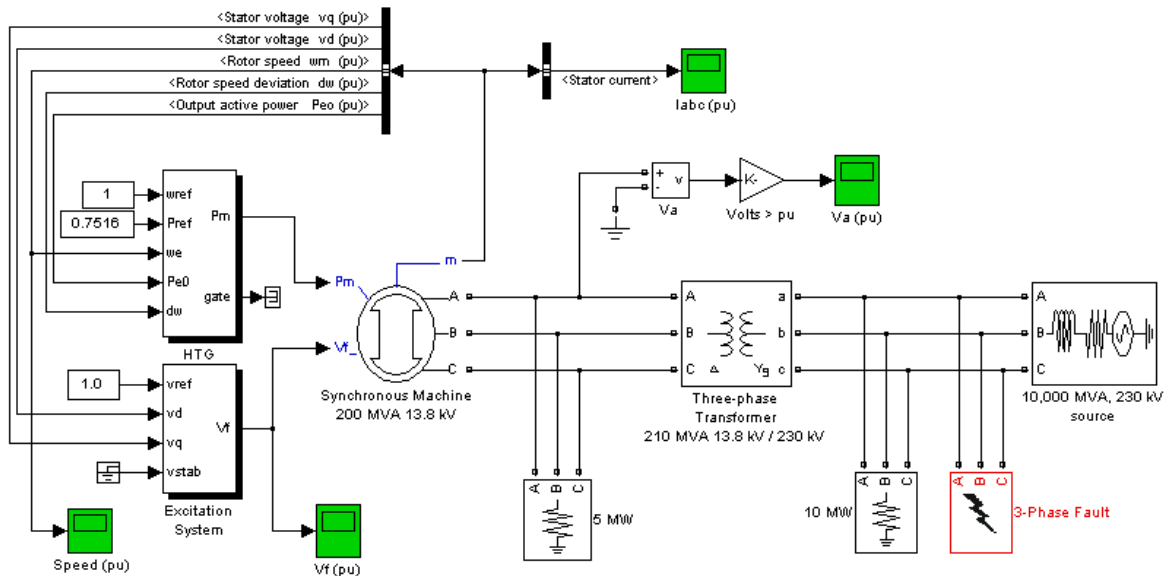 <Stator voltage vq (pu)>
<Stator voltage vd (pu)>
<Rotor speed wm (pu)>
<Rotor speed deviation dw (pu)>
<Output active power Peo (pu)>
<Stator current>
Iabc (pu)
+
-
v
Va
K-
Volts > pu
Va (pu)
1
0.7516
wref
Pref
we
Pe0
dw
Pm
gate
HTG
m
Pm
Vf_
A
B
C
Synchronous Machine
200 MVA 13.8 kV
A
B
C
Δ
Yg
a
b
c
Three-phase
Transformer
210 MVA 13.8 kV / 230 kV
A
B
C
10,000 MVA, 230 kV
source
1.0
vref
vd
vq
vstab
Vf
Excitation
System
Speed (pu)
Vf (pu)
A
B
C
5 MW
A
B
C
10 MW
A
B
C
3-Phase Fault